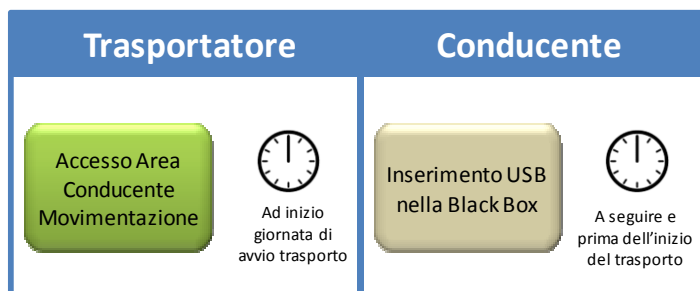 Trasportatore
Conducente
Accesso Area
Conducente
Movimentazione
Ad inizio
giornata di
avvio trasporto
Inserimento USB
nella Black Box
A seguire e
prima dell'inizio
del trasporto